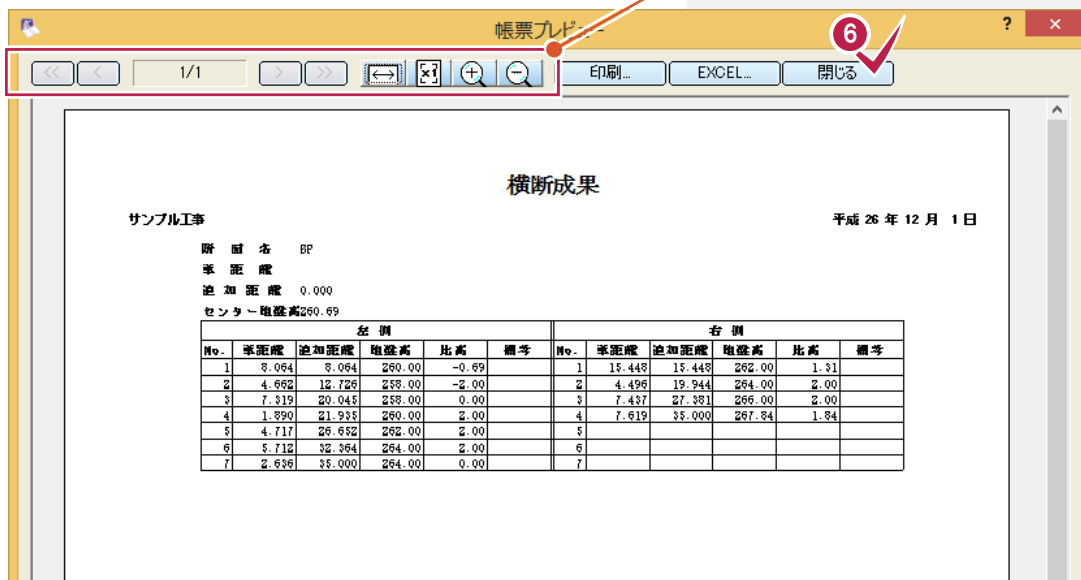 帳票プレビュー ? ×
6
<< < 1/1 > >> x1 印刷... EXCEL... 閉じる
横断成果
サンプル工事 平成 26 年 12 月 1 日
断 面 名 BP
単 距 離
追 加 距 離 0.000
センター地盤高260.69
左 側 右 側
No. 単距離 追加距離 地盤高 比高 備考 No. 単距離 追加距離 地盤高 比高 備考
1 8.064 8.064 260.00 -0.69 1 15.448 15.448 262.00 1.31
2 4.662 12.726 258.00 -2.00 2 4.496 19.944 264.00 2.00
3 7.319 20.045 258.00 0.00 3 7.437 27.381 266.00 2.00
4 1.890 21.935 260.00 2.00 4 7.619 35.000 267.84 1.84
5 4.717 26.652 262.00 2.00 5
6 5.712 32.364 264.00 2.00 6
7 2.636 35.000 264.00 0.00 7